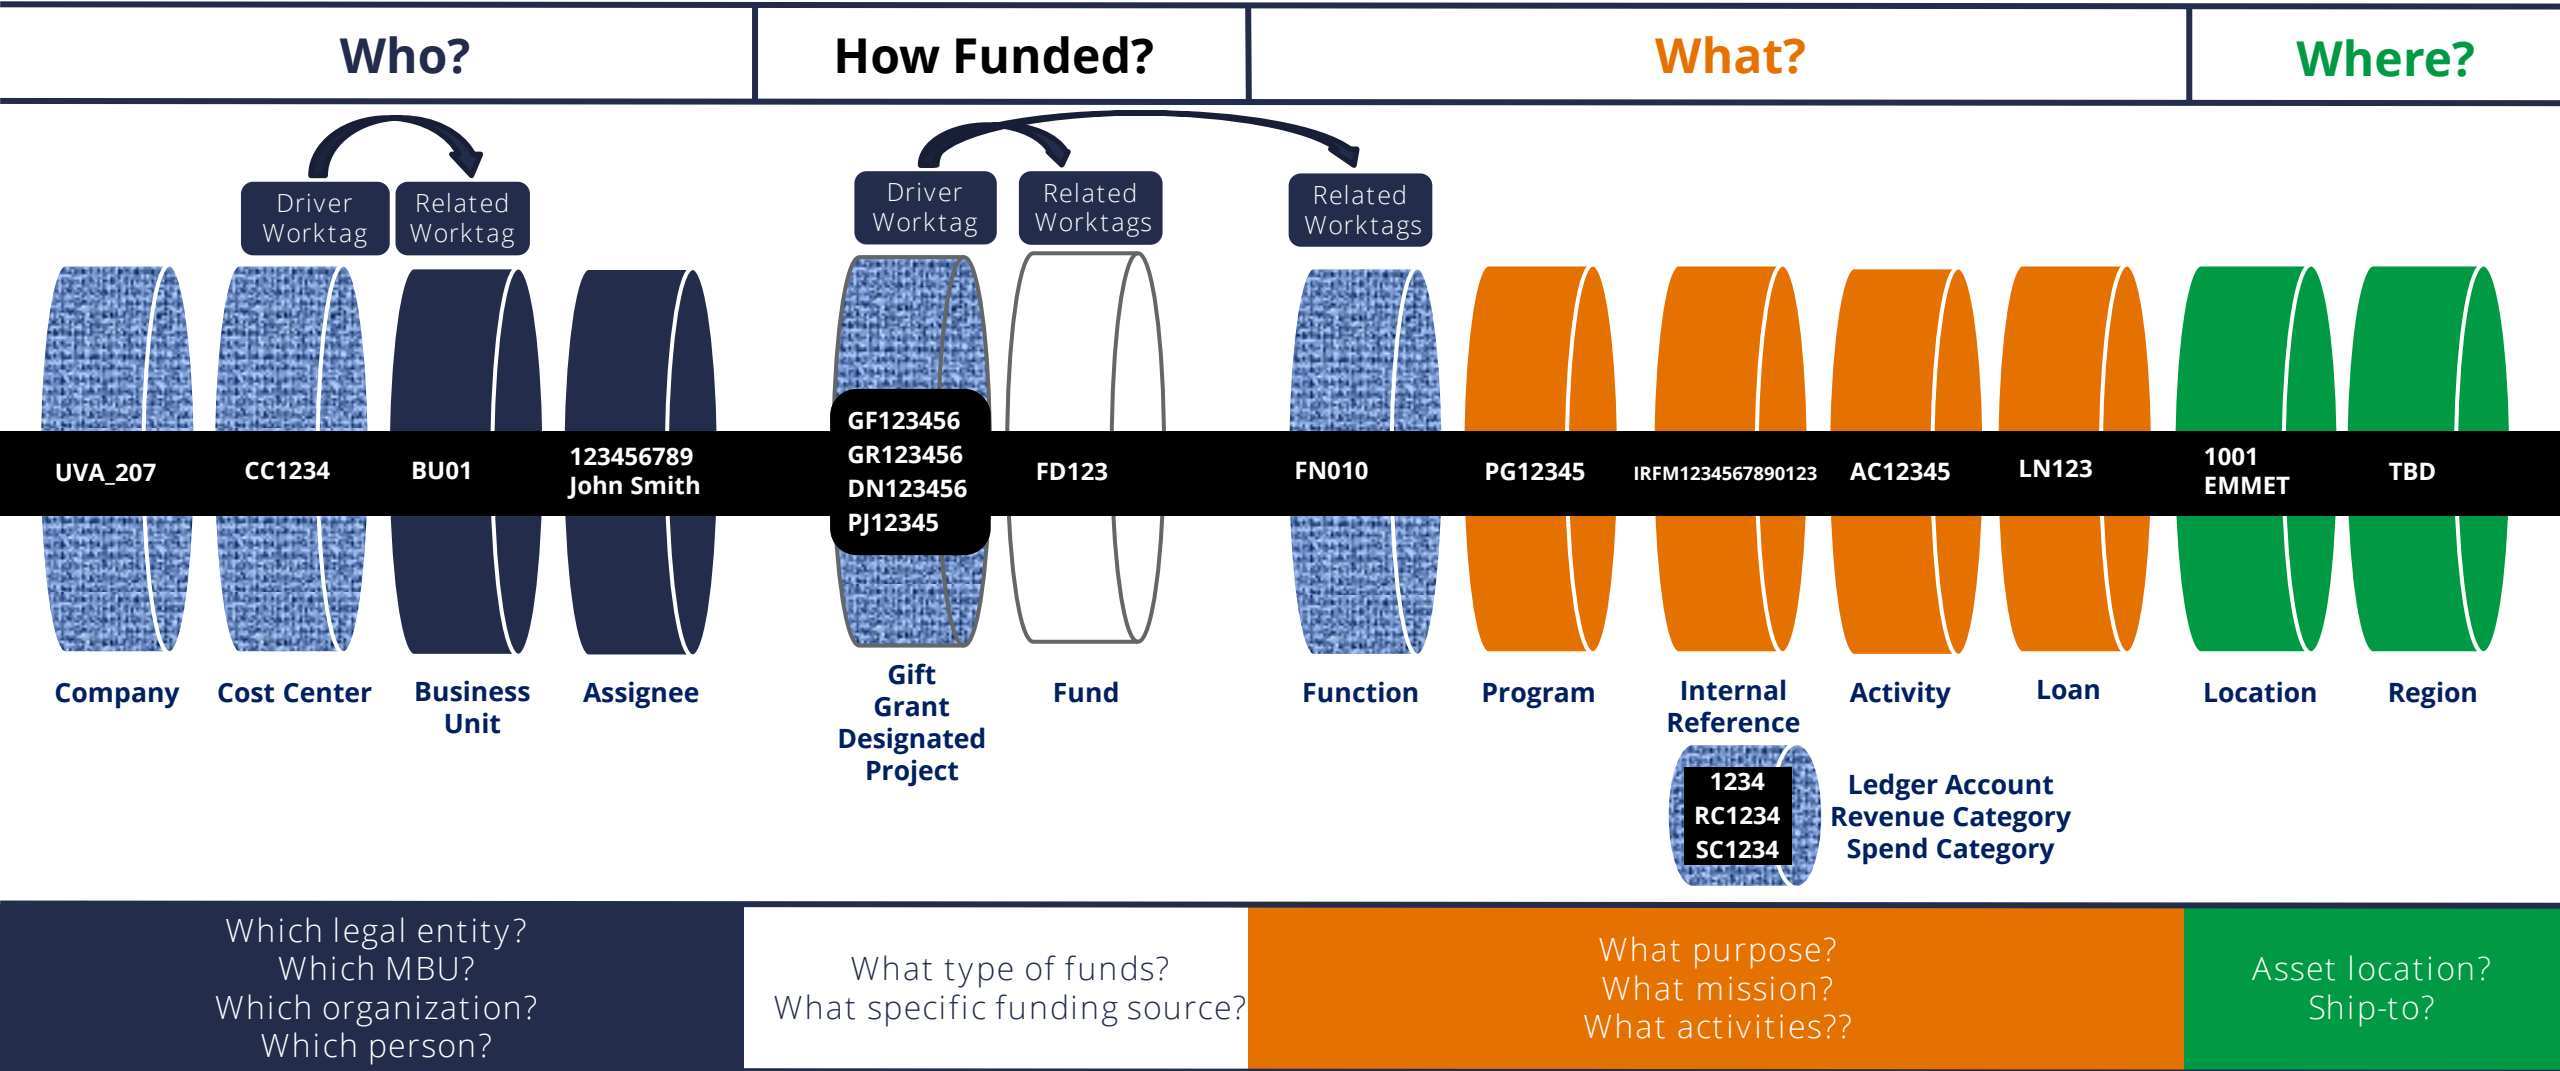 Who?
How Funded?
What?
Where?
Driver
Worktag
Related
Worktag
Driver
Worktag
Related
Worktags
Related
Worktags
UVA_207
CC1234
BU01
123456789
John Smith
GF123456
GR123456
DN123456
PJ12345
FD123
FN010
PG12345
IRFM1234567890123
AC12345
LN123
1001
EMMET
TBD
Company
Cost Center
Business
Unit
Assignee
Gift
Grant
Designated
Project
Fund
Function
Program
Internal
Reference
Activity
Loan
Location
Region
1234
RC1234
SC1234
Ledger Account
Revenue Category
Spend Category
Which legal entity?
Which MBU?
Which organization?
Which person?
What type of funds?
What specific funding source?
What purpose?
What mission?
What activities??
Asset location?
Ship-to?